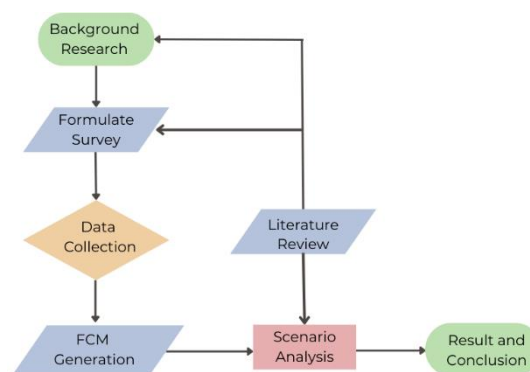 Background
Research
Formulate
Survey
Data
Collection
Literature
Review
FCM
Generation
Scenario
Analysis
Result and
Conclusion